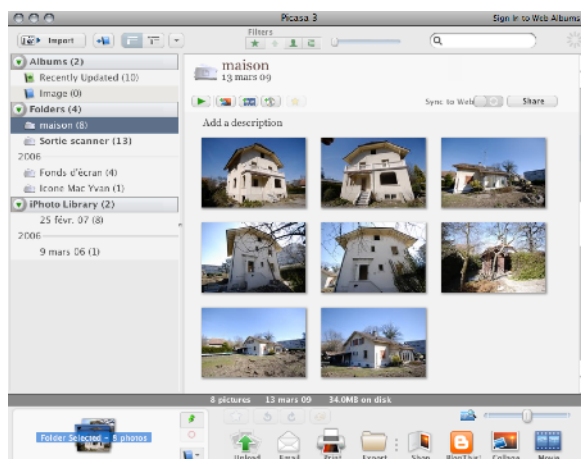 Picasa 3
Sign in to Web Albums
Import
Filters
Albums (2)
Recently Updated (10)
Image (0)
Folders (4)
maison (8)
Sortie scanner (13)
2006
Fonds d'écran (4)
Icone Mac Yvan (1)
iPhoto Library (2)
25 févr. 07 (8)
2006
9 mars 06 (1)
maison
13 mars 09
Sync to Web
Share
Add a description
8 pictures 13 mars 09 34.0MB on disk
Folder Selected - 8 photos
Upload Email Print Export Shop BlogThis! Collage Movie